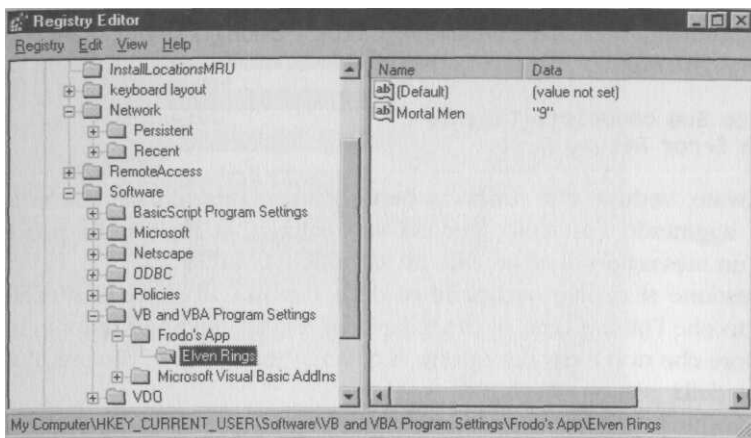 Registry Editor
Registry Edit View Help
InstallLocationsMRU
keyboard layout
Network
Persistent
Recent
RemoteAccess
Software
BasicScript Program Settings
Microsoft
Netscape
ODBC
Policies
VB and VBA Program Settings
Frodo's App
Elven Rings
Microsoft Visual Basic AddIns
VDO
Name Data
ab (Default) (value not set)
ab Mortal Men "9"
My Computer\HKEY_CURRENT_USER\Software\VB and VBA Program Settings\Frodo's App\Elven Rings